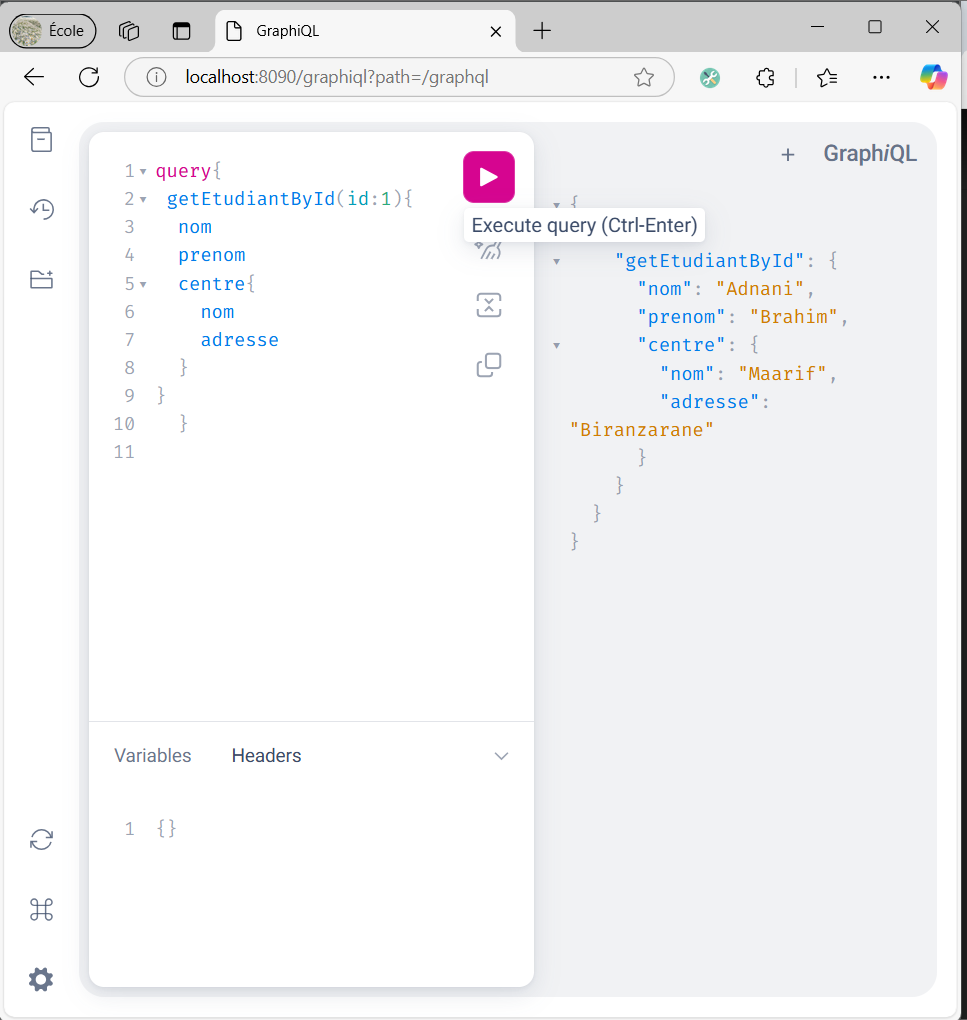 École
GraphiQL
localhost:8090/graphiql?path=/graphql
GraphiQL
1 query{
2 getEtudiantById(id:1){
3 nom
4 prenom
5 centre{
6 nom
7 adresse
8 }
9 }
10 }
11
Execute query (Ctrl-Enter)
{
"getEtudiantById": {
"nom": "Adnani",
"prenom": "Brahim",
"centre": {
"nom": "Maarif",
"adresse":
"Biranzarane"
}
}
}
}
Variables Headers
1 {}